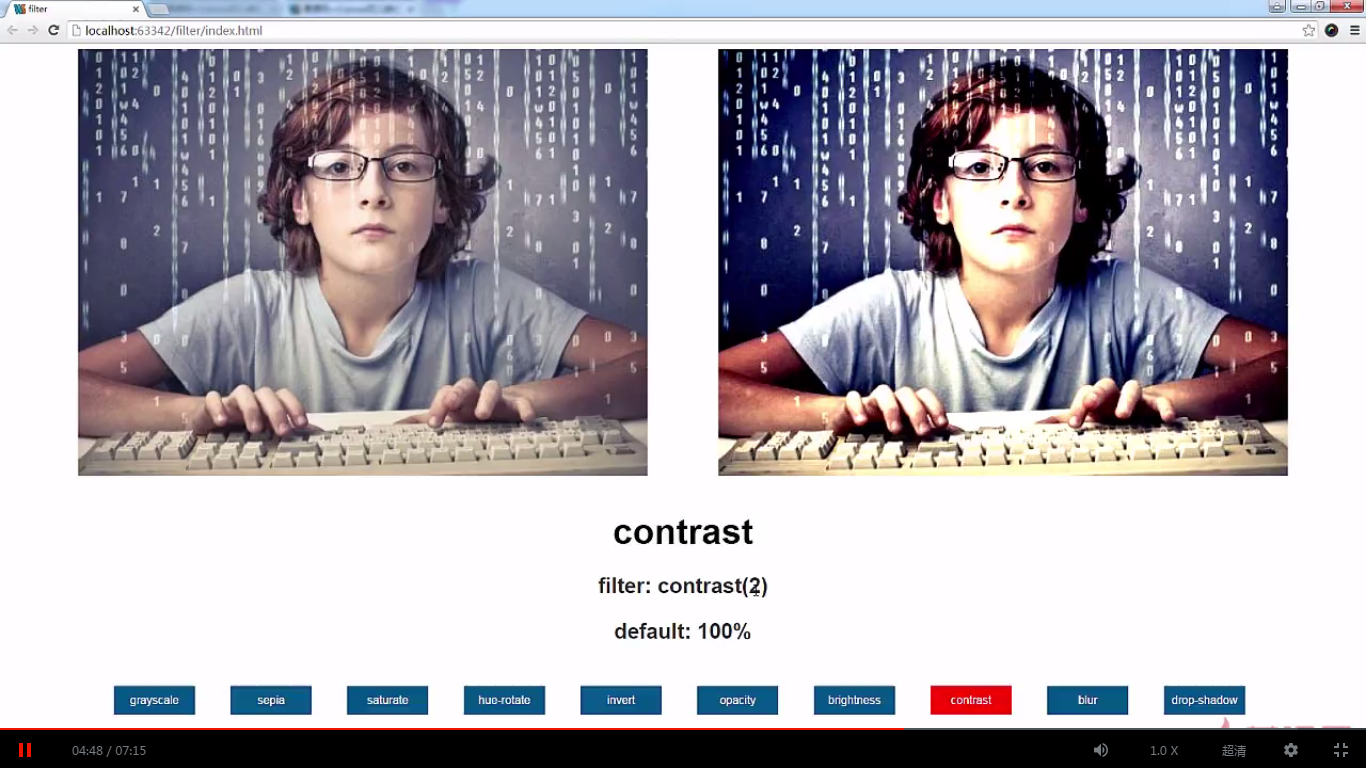 filter
localhost:63342/filter/index.html
contrast
filter: contrast(2)
default: 100%
grayscale
sepia
saturate
hue-rotate
invert
opacity
brightness
contrast
blur
drop-shadow
04:48 / 07:15
1.0 X
超清